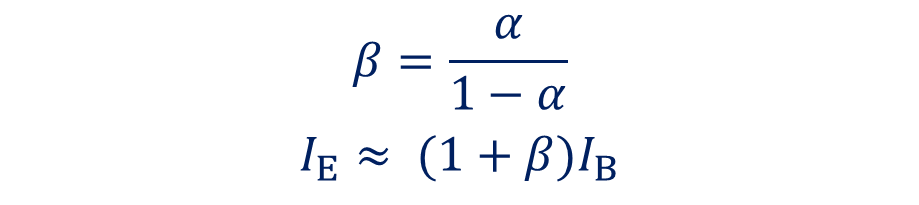 β = α / (1 − α)
I_E ≈ (1 + β)I_B